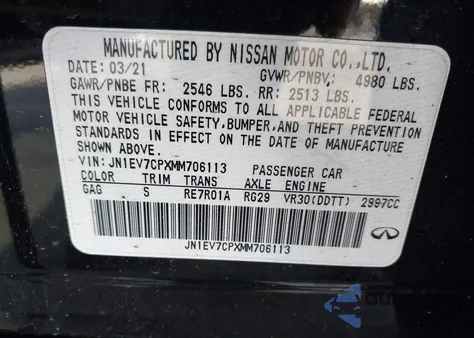 MANUFACTURED BY NISSAN MOTOR CO.,LTD.
DATE 03/21 GVWR/PNBV: 4980 LBS.
GAWR/PNBE FR: 2546 LBS. RR: 2513 LBS.
THIS VEHICLE CONFORMS TO ALL APPLICABLE FEDERAL
MOTOR VEHICLE SAFETY, BUMPER, AND THEFT PREVENTION
STANDARDS IN EFFECT ON THE DATE OF MANUFACTURE
SHOWN ABOVE.
VIN: JN1EV7CPXMM706113 PASSENGER CAR
COLOR TRIM TRANS AXLE ENGINE
GAG S RE7R01A RG29 VR30(DDTT) 2997CC
JN1EV7CPXMM706113